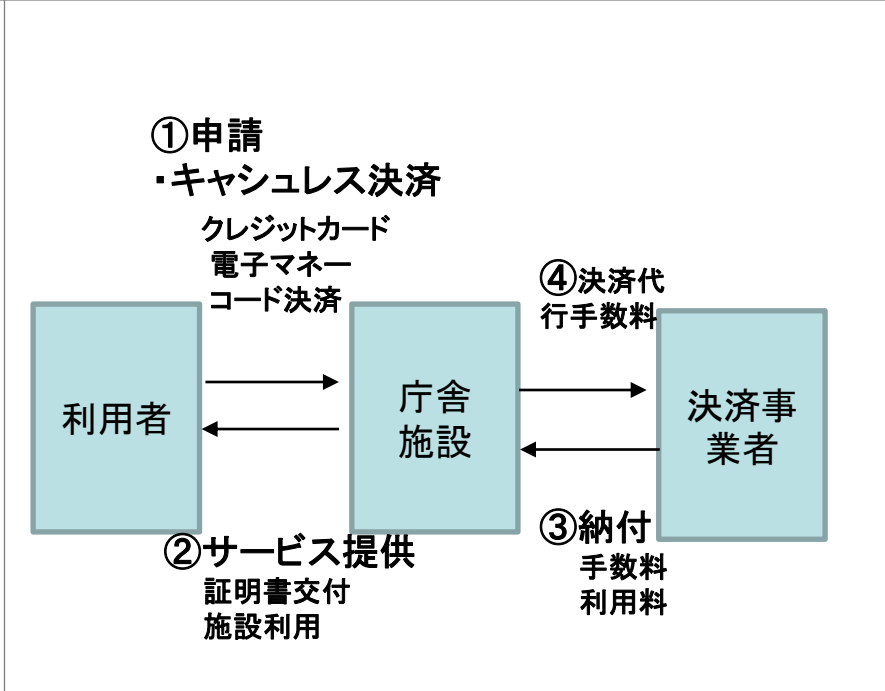 ①申請
・キャシュレス決済
クレジットカード
電子マネー
コード決済
④決済代
行手数料
利用者
庁舎
施設
決済事
業者
②サービス提供
証明書交付
施設利用
③納付
手数料
利用料